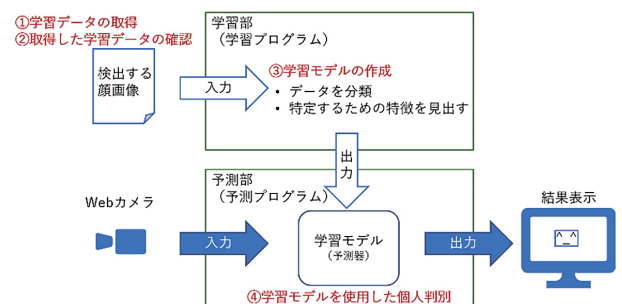 ①学習データの取得
②取得した学習データの確認
検出する
顔画像
入力
学習部
（学習プログラム）
③学習モデルの作成
• データを分類
• 特定するための特徴を見出す
出
力
予測部
（予測プログラム）
Webカメラ
入力
学習モデル
（予測器）
出力
結果表示
^_^
④学習モデルを使用した個人判別